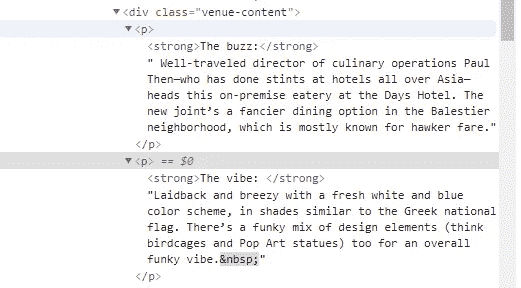 ▼<div class="venue-content">
▼<p>
<strong>The buzz:</strong>
" Well-traveled director of culinary operations Paul
Then—who has done stints at hotels all over Asia—
heads this on-premise eatery at the Days Hotel. The
new joint’s a fancier dining option in the Balestier
neighborhood, which is mostly known for hawker fare."
</p>
▼<p> == $0
<strong>The vibe: </strong>
"Laidback and breezy with a fresh white and blue
color scheme, in shades similar to the Greek national
flag. There’s a funky mix of design elements (think
birdcages and Pop Art statues) too for an overall
funky vibe.&nbsp;"
</p>